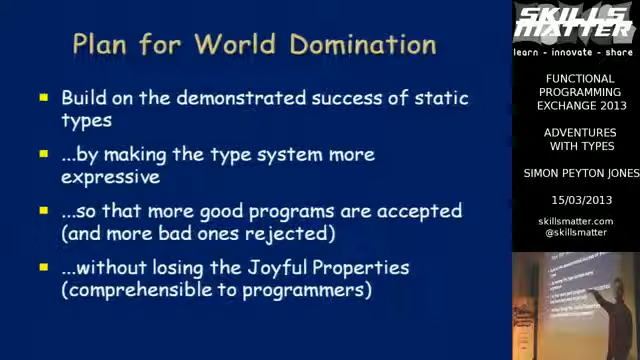 Plan for World Domination
Build on the demonstrated success of static
types
...by making the type system more
expressive
...so that more good programs are accepted
(and more bad ones rejected)
...without losing the Joyful Properties
(comprehensible to programmers)
SKILLS
MATTER
learn - innovate - share
FUNCTIONAL
PROGRAMMING
EXCHANGE 2013
ADVENTURES
WITH TYPES
SIMON PEYTON JONES
15/03/2013
skillsmatter.com
@skillsmatter